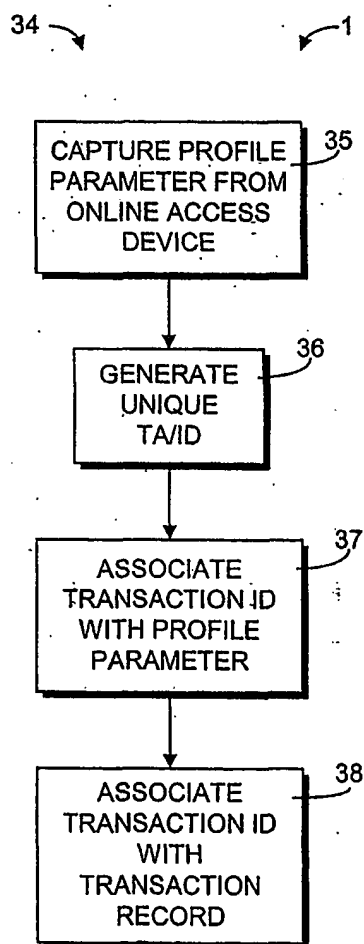 34
1
35
CAPTURE PROFILE
PARAMETER FROM
ONLINE ACCESS
DEVICE
36
GENERATE
UNIQUE
TA/ID
37
ASSOCIATE
TRANSACTION ID
WITH PROFILE
PARAMETER
38
ASSOCIATE
TRANSACTION ID
WITH
TRANSACTION
RECORD